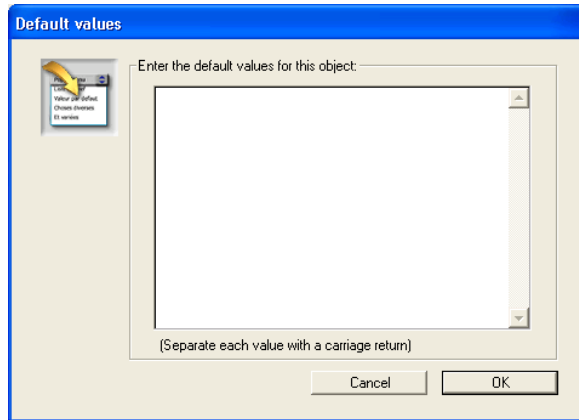 Default values
Enter the default values for this object:
Valeur par défaut
Choses diverses
Et variées
(Separate each value with a carriage return)
Cancel
OK